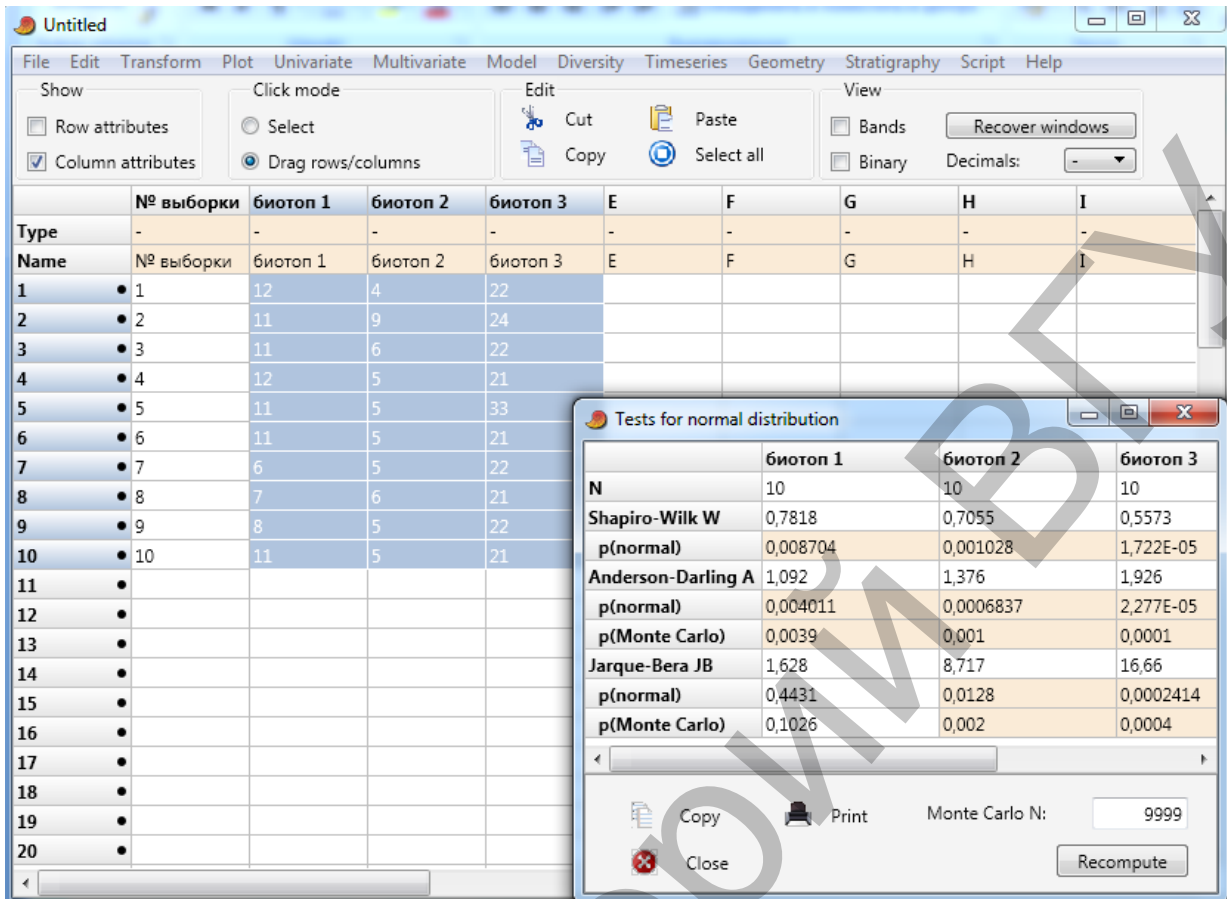 Untitled
File Edit Transform Plot Univariate Multivariate Model Diversity Timeseries Geometry Stratigraphy Script Help
Show Click mode Edit View
Row attributes Select Cut Paste Bands Recover windows
Column attributes Drag rows/columns Copy Select all Binary Decimals: -
№ выборки биотоп 1 биотоп 2 биотоп 3 E F G H I
Type - - - - - - - - -
Name № выборки биотоп 1 биотоп 2 биотоп 3 E F G H I
1 • 1 12 4 22
2 • 2 11 9 24
3 • 3 11 6 22
4 • 4 12 5 21
5 • 5 11 5 33
6 • 6 11 5 21
7 • 7 6 5 22
8 • 8 7 6 21
9 • 9 8 5 22
10 • 10 11 5 21
11 •
12 •
13 •
14 •
15 •
16 •
17 •
18 •
19 •
20 •
Tests for normal distribution
биотоп 1 биотоп 2 биотоп 3
N 10 10 10
Shapiro-Wilk W 0,7818 0,7055 0,5573
p(normal) 0,008704 0,001028 1,722E-05
Anderson-Darling A 1,092 1,376 1,926
p(normal) 0,004011 0,0006837 2,277E-05
p(Monte Carlo) 0,0039 0,001 0,0001
Jarque-Bera JB 1,628 8,717 16,66
p(normal) 0,4431 0,0128 0,0002414
p(Monte Carlo) 0,1026 0,002 0,0004
Copy Print Monte Carlo N: 9999
Close Recompute
ВГУ